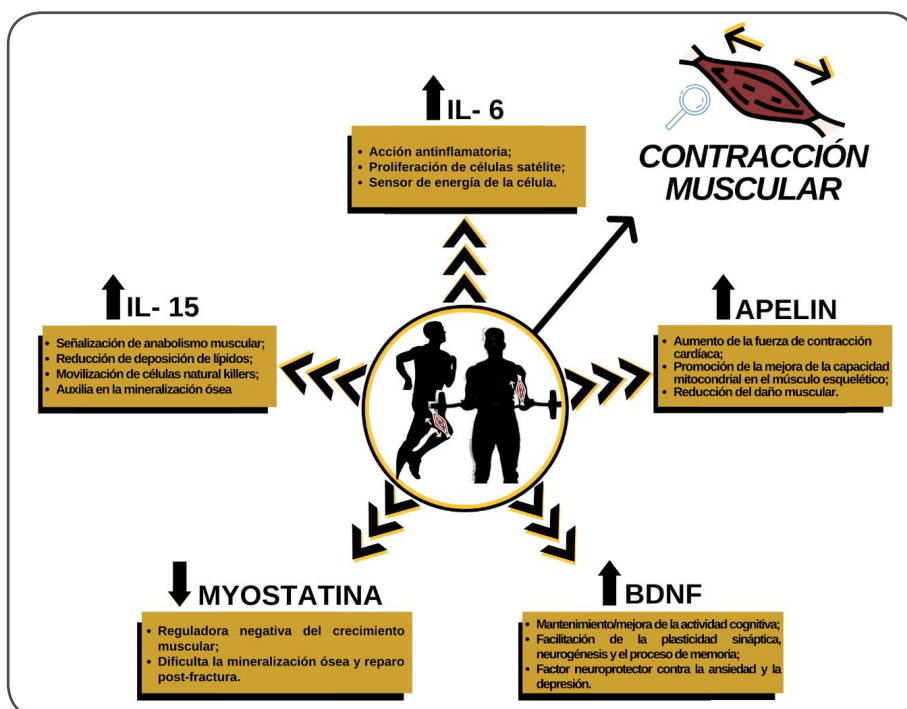 IL- 6
• Acción antinflamatoria;
• Proliferación de células satélite;
• Sensor de energía de la célula.
CONTRACCIÓN
MUSCULAR
IL- 15
• Señalización de anabolismo muscular;
• Reducción de deposición de lípidos;
• Movilización de células natural killers;
• Auxilia en la mineralización ósea
APELIN
• Aumento de la fuerza de contracción
cardíaca;
• Promoción de la mejora de la capacidad
mitocondrial en el músculo esquelético;
• Reducción del daño muscular.
MYOSTATINA
• Reguladora negativa del crecimiento
muscular;
• Dificulta la mineralización ósea y reparo
post-fractura.
BDNF
• Mantenimiento/mejora de la actividad cognitiva;
• Facilitación de la plasticidad sináptica,
neurogénesis y el proceso de memoria;
• Factor neuroprotector contra la ansiedad y la
depresión.